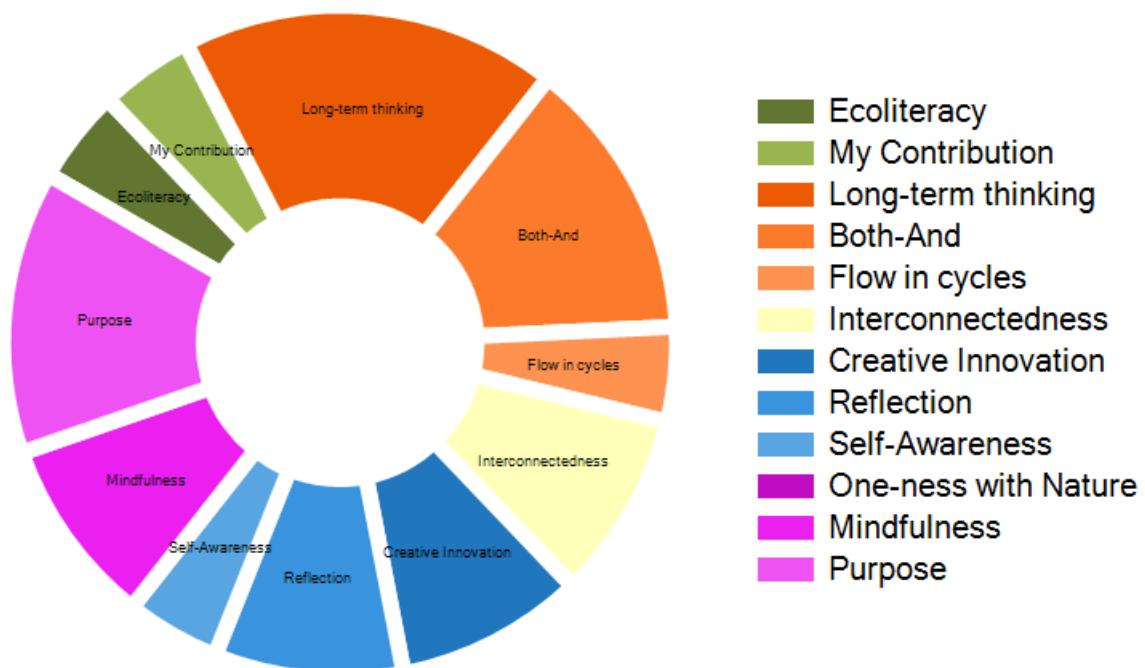 Long-term thinking
My Contribution
Ecoliteracy
Both-And
Purpose
Flow in cycles
Interconnectedness
Mindfulness
Self-Awareness
Creative Innovation
Reflection
Ecoliteracy
My Contribution
Long-term thinking
Both-And
Flow in cycles
Interconnectedness
Creative Innovation
Reflection
Self-Awareness
One-ness with Nature
Mindfulness
Purpose